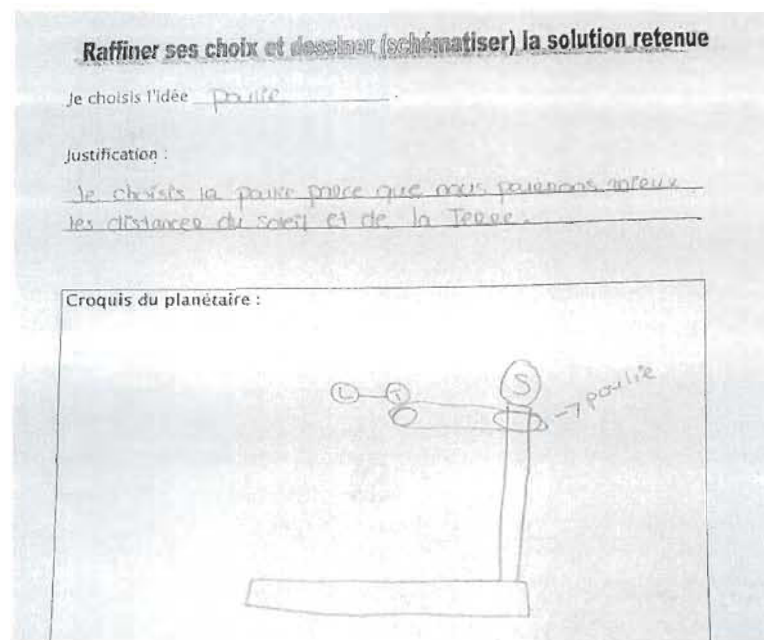 Raffiner ses choix et dessiner (schématiser) la solution retenue
Je choisis l'idée poulie.
Justification :
Je choisis la poulie parce que nous mieux
les distances du soleil et de la Terre.
Croquis du planétaire :
L T S
→ poulie